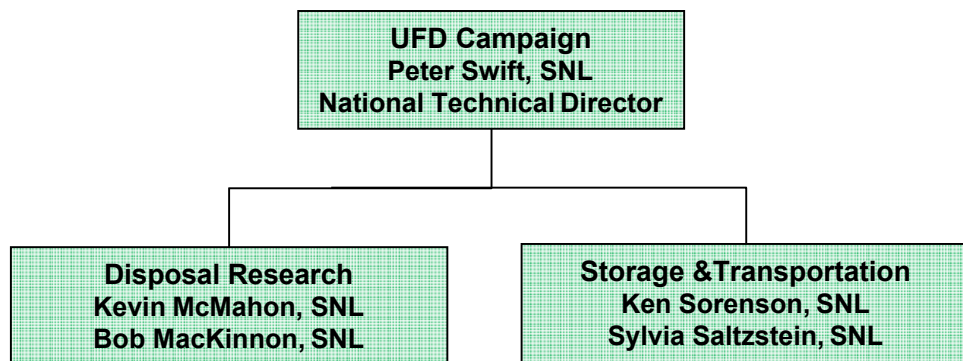 UFD Campaign
Peter Swift, SNL
National Technical Director
Disposal Research
Kevin McMahon, SNL
Bob MacKinnon, SNL
Storage &Transportation
Ken Sorenson, SNL
Sylvia Saltzstein, SNL